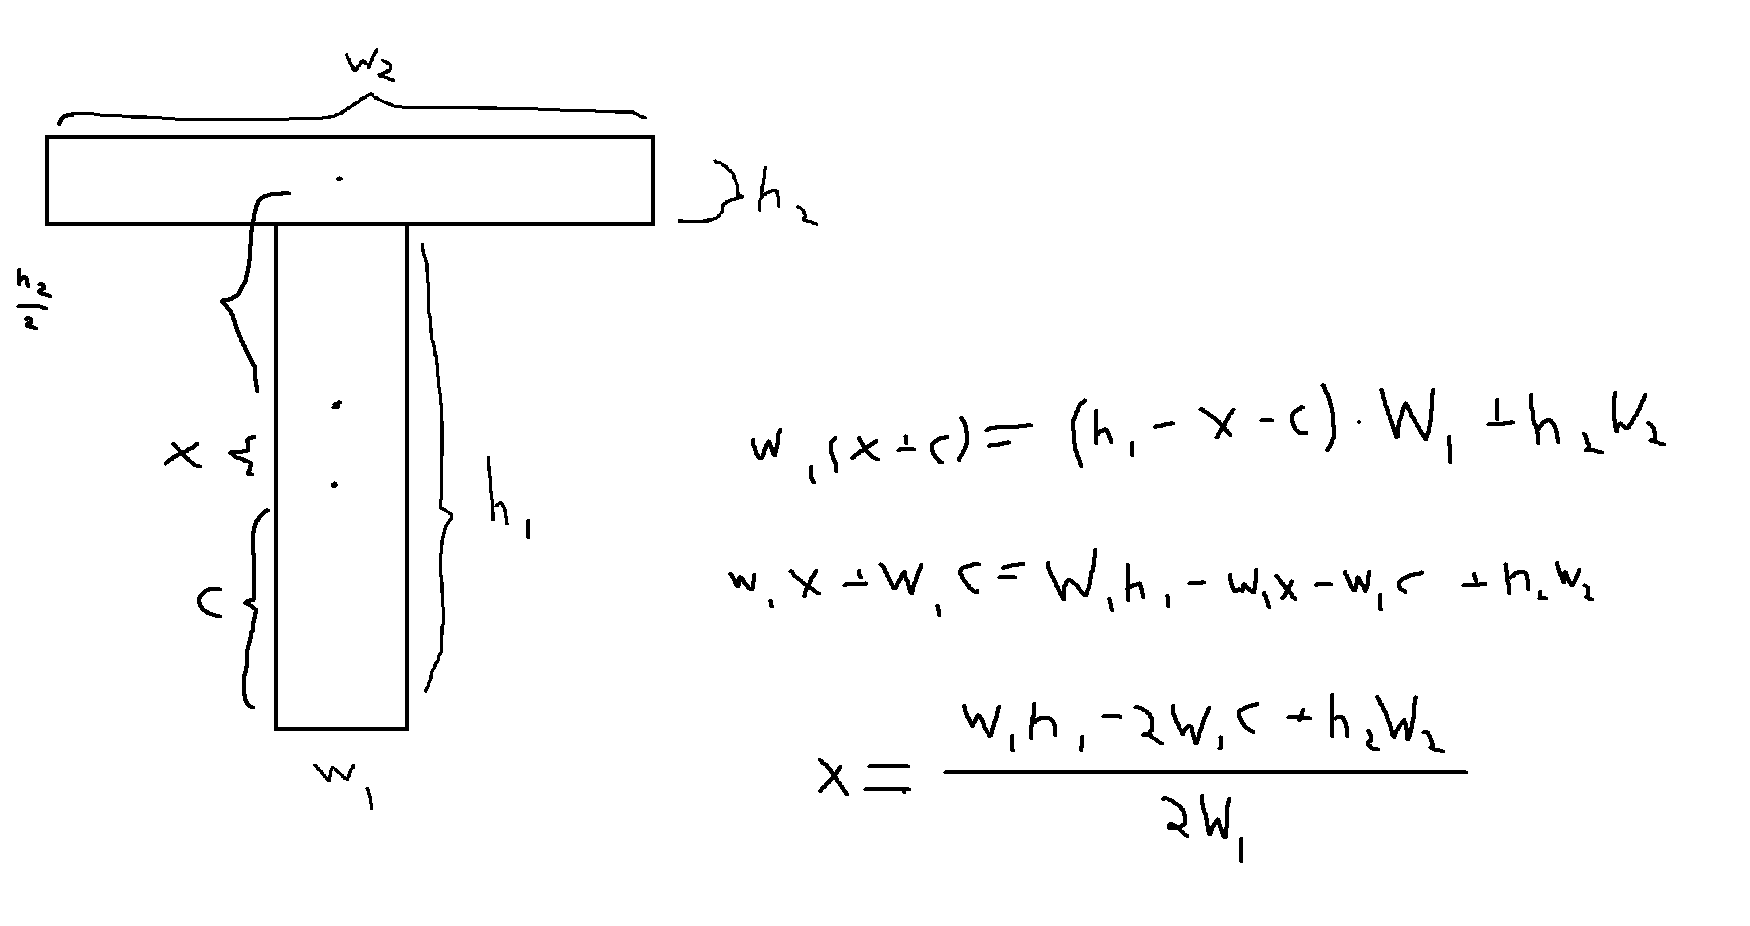 w₂
h₂
h₂/2
x
h₁
c
w₁
w₁(x+c) = (h₁ - x - c) · W₁ + h₂W₂
w₁x + W₁c = W₁h₁ - w₁x - w₁c + h₂w₂
x = (w₁h₁ - 2W₁c + h₂W₂) / 2W₁